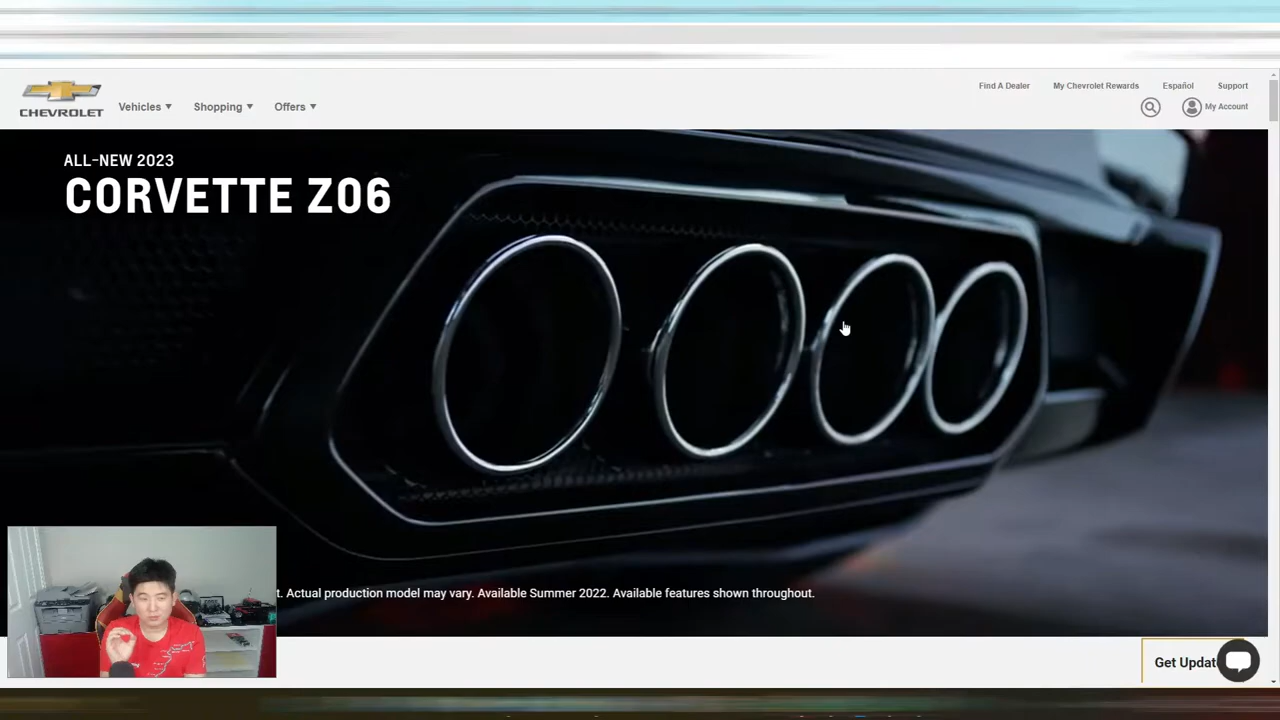 Find A Dealer
My Chevrolet Rewards
Español
Support
CHEVROLET
Vehicles
Shopping
Offers
My Account
ALL-NEW 2023
CORVETTE Z06
Actual production model may vary. Available Summer 2022. Available features shown throughout.
Get